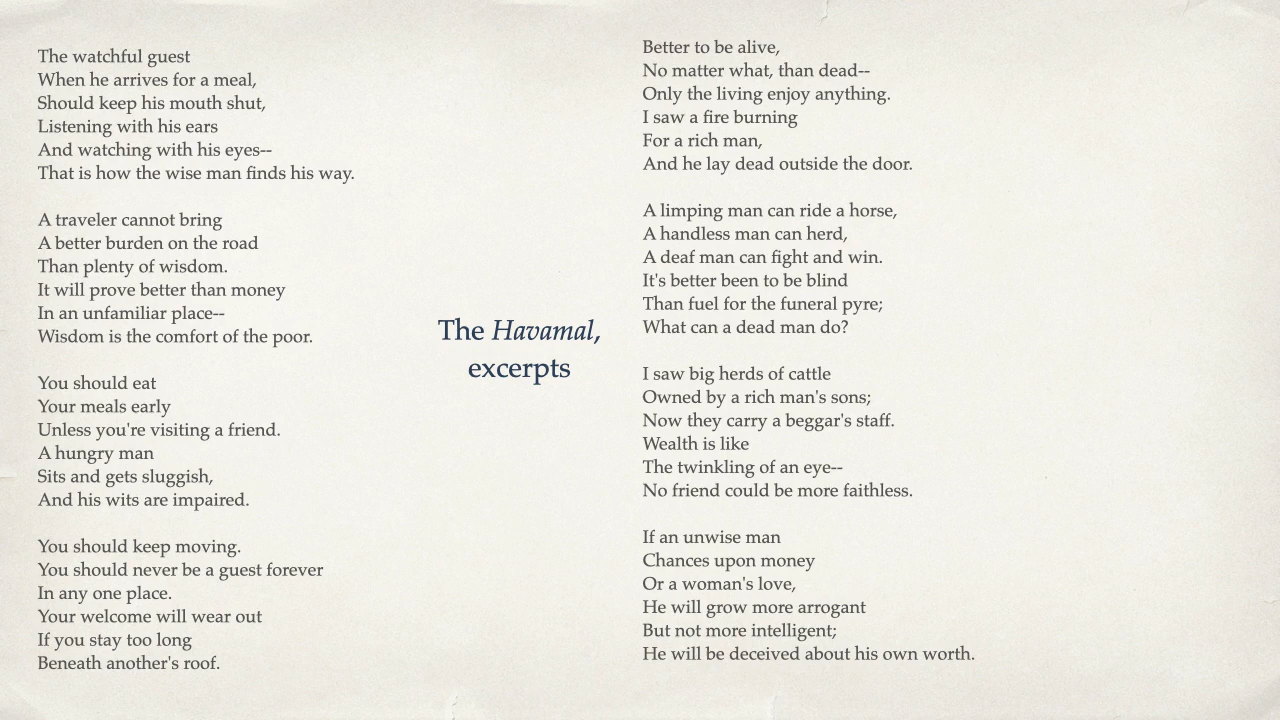 The watchful guest
When he arrives for a meal,
Should keep his mouth shut,
Listening with his ears
And watching with his eyes--
That is how the wise man finds his way.

A traveler cannot bring
A better burden on the road
Than plenty of wisdom.
It will prove better than money
In an unfamiliar place--
Wisdom is the comfort of the poor.

You should eat
Your meals early
Unless you're visiting a friend.
A hungry man
Sits and gets sluggish,
And his wits are impaired.

You should keep moving.
You should never be a guest forever
In any one place.
Your welcome will wear out
If you stay too long
Beneath another's roof.

The Havamal,
excerpts

Better to be alive,
No matter what, than dead--
Only the living enjoy anything.
I saw a fire burning
For a rich man,
And he lay dead outside the door.

A limping man can ride a horse,
A handless man can herd,
A deaf man can fight and win.
It's better been to be blind
Than fuel for the funeral pyre;
What can a dead man do?

I saw big herds of cattle
Owned by a rich man's sons;
Now they carry a beggar's staff.
Wealth is like
The twinkling of an eye--
No friend could be more faithless.

If an unwise man
Chances upon money
Or a woman's love,
He will grow more arrogant
But not more intelligent;
He will be deceived about his own worth.